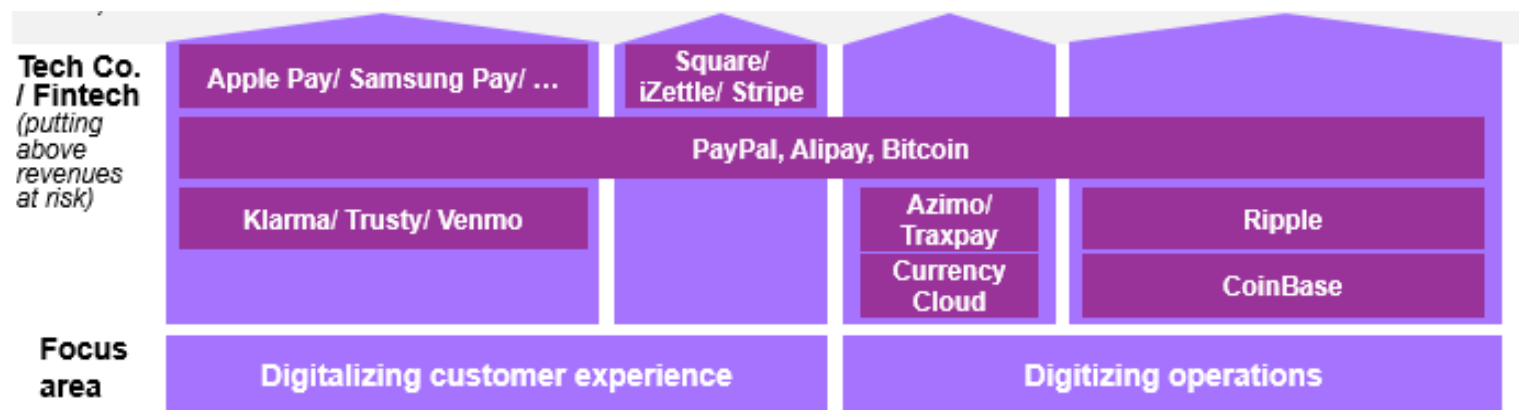 Tech Co.
/ Fintech
(putting
above
revenues
at risk)
Apple Pay/ Samsung Pay/ …
Square/
iZettle/ Stripe
PayPal, Alipay, Bitcoin
Klarma/ Trusty/ Venmo
Azimo/
Traxpay
Ripple
Currency
Cloud
CoinBase
Focus
area
Digitalizing customer experience
Digitizing operations